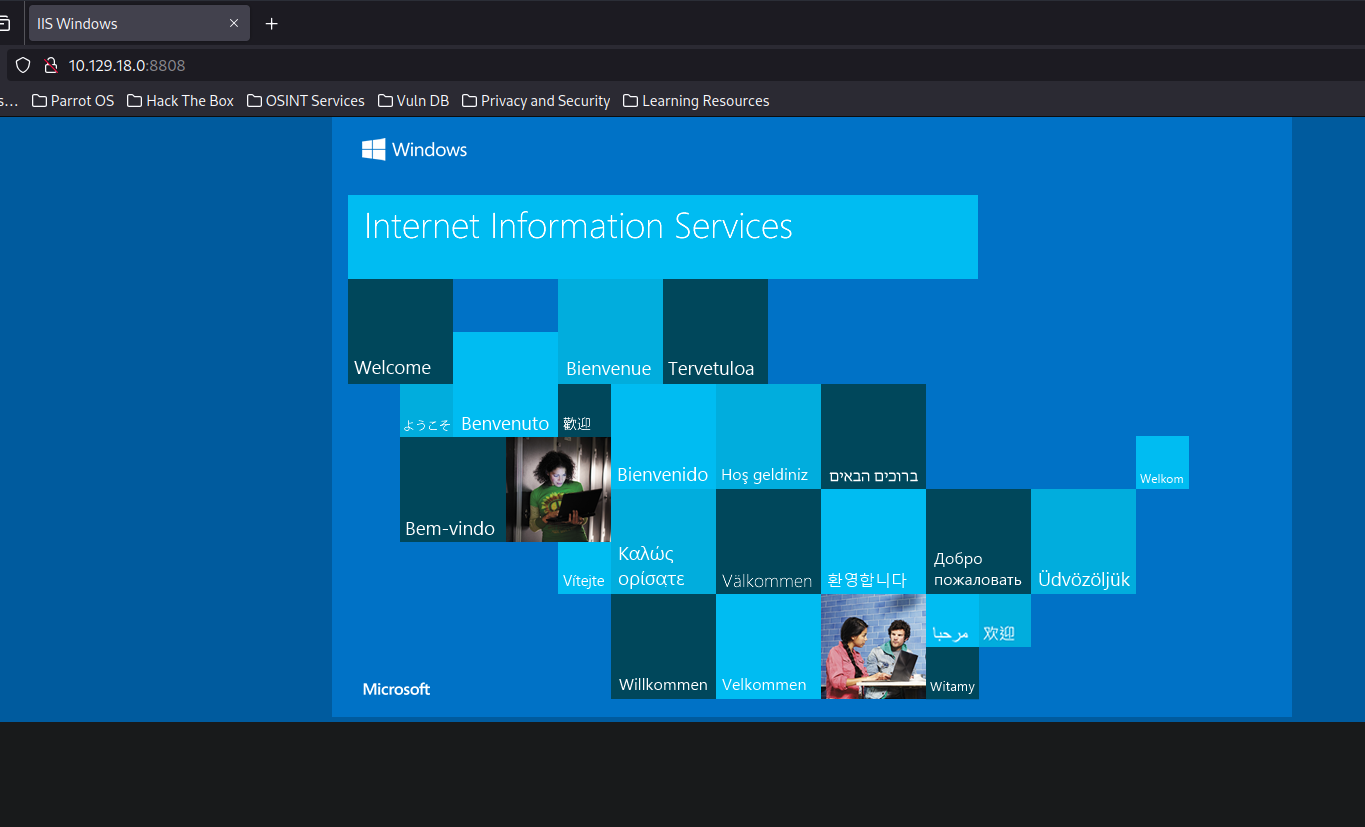 IIS Windows
10.129.18.0:8808
s...
Parrot OS
Hack The Box
OSINT Services
Vuln DB
Privacy and Security
Learning Resources
Windows
Internet Information Services
Welcome
Bienvenue
Tervetuloa
ようこそ
Benvenuto
歡迎
Bienvenido
Hoş geldiniz
ברוכים הבאים
Welkom
Bem-vindo
Vítejte
Καλώς
ορίσατε
Välkommen
환영합니다
Добро
пожаловать
Üdvözöljük
مرحبا
欢迎
Willkommen
Velkommen
Witamy
Microsoft